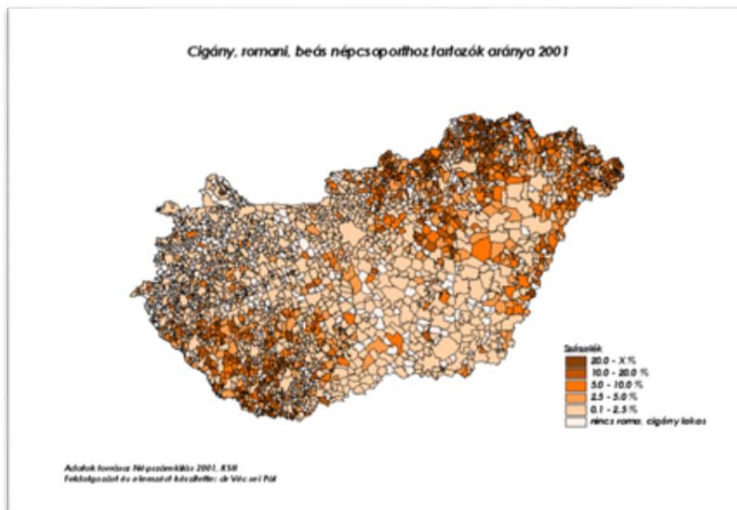 Cigány, romani, beás népcsoporthoz tartozók aránya 2001
Százalék
20.0 - X %
10.0 - 20.0 %
5.0 - 10.0 %
2.5 - 5.0 %
0.1 - 2.5 %
nincs roma, cigány lakos
Adatok forrása: Népszámlálás 2001, KSH
Feldolgozást és elemzést készítette: dr Vécsei Pál